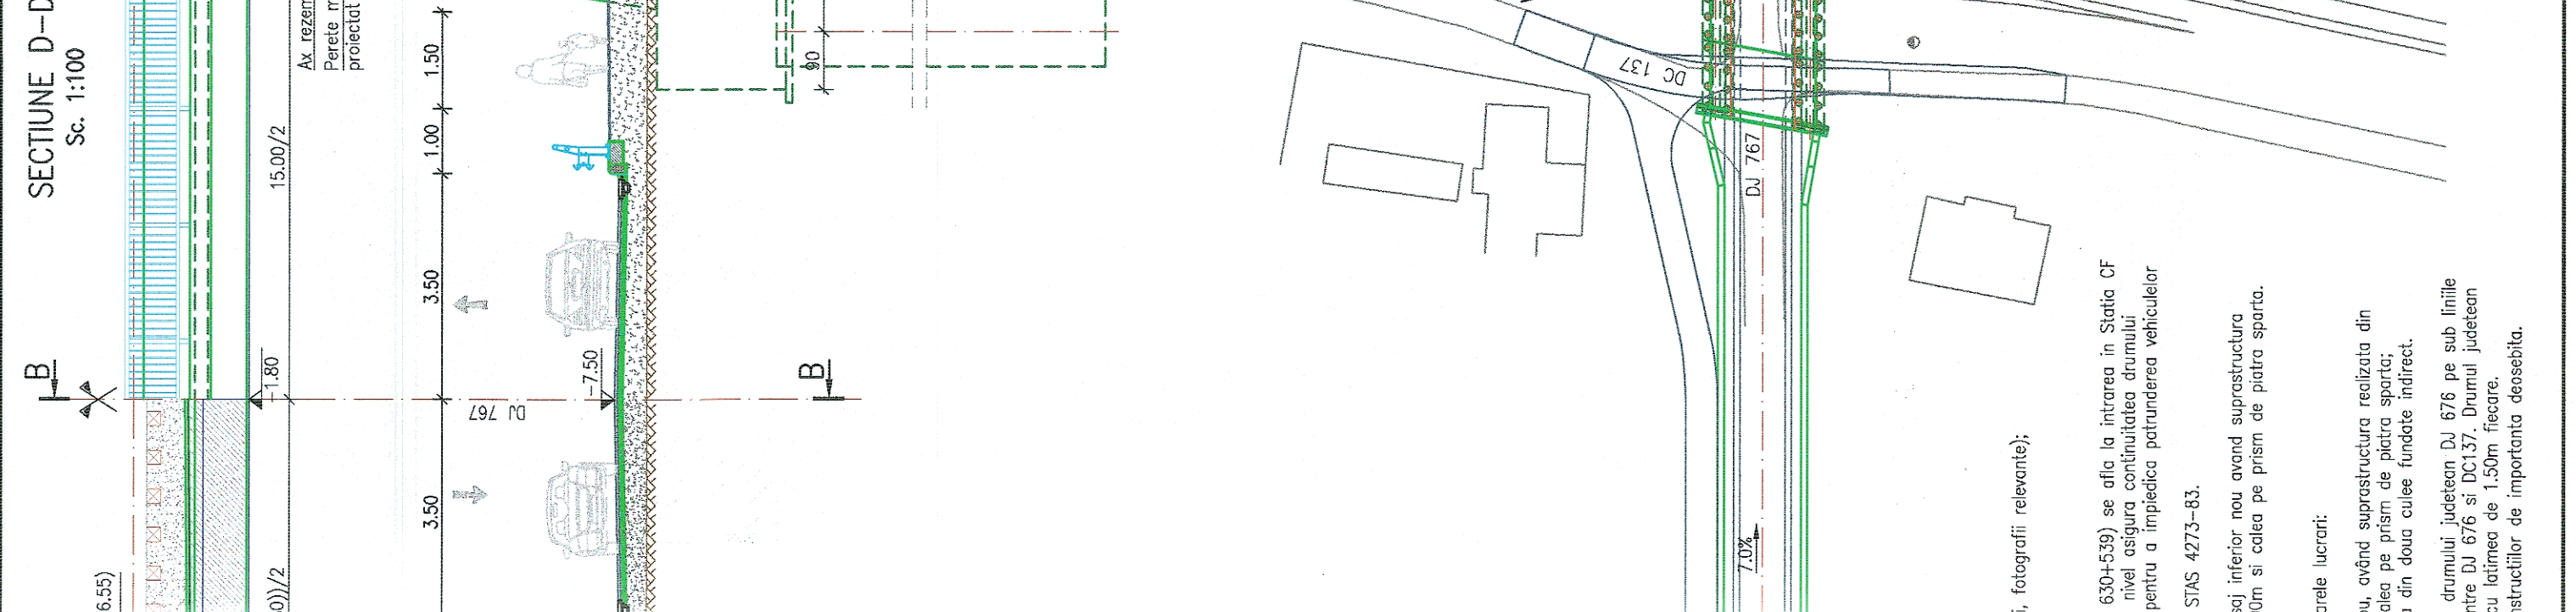 SECTIUNE D-D
Sc. 1:100
B
15.00/2
-1.80
6.55)
0))/2
Ax rezem
Perete m
proiectat
1.50
1.00
3.50
3.50
DJ 767
-7.50
90
B
DC 137
DJ 767
7.0%
i, fotografii relevante);
630+539) se afla la intrarea in Statia CF
nivel asigura continuitatea drumului
pentru a impiedica patrunderea vehiculelor
STAS 4273-83.
saj inferior nou avand suprastructura
0m si calea pe prism de piatra sparta.
arele lucrari:
u, având suprastructura realizata din
alea pe prism de piatra sparta;
a din doua culee fundate indirect.
drumului judetean DJ 676 pe sub liniile
ntre DJ 676 si DC137. Drumul judetean
cu latimea de 1.50m fiecare.
nstructiilor de importanta deosebita.